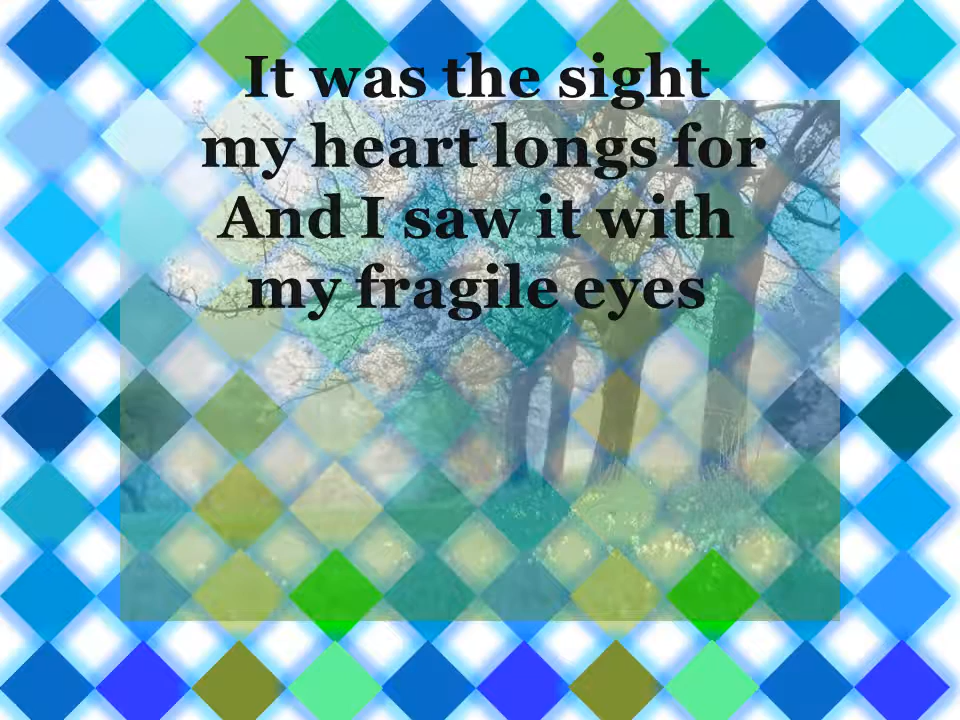 It was the sight
my heart longs for
And I saw it with
my fragile eyes